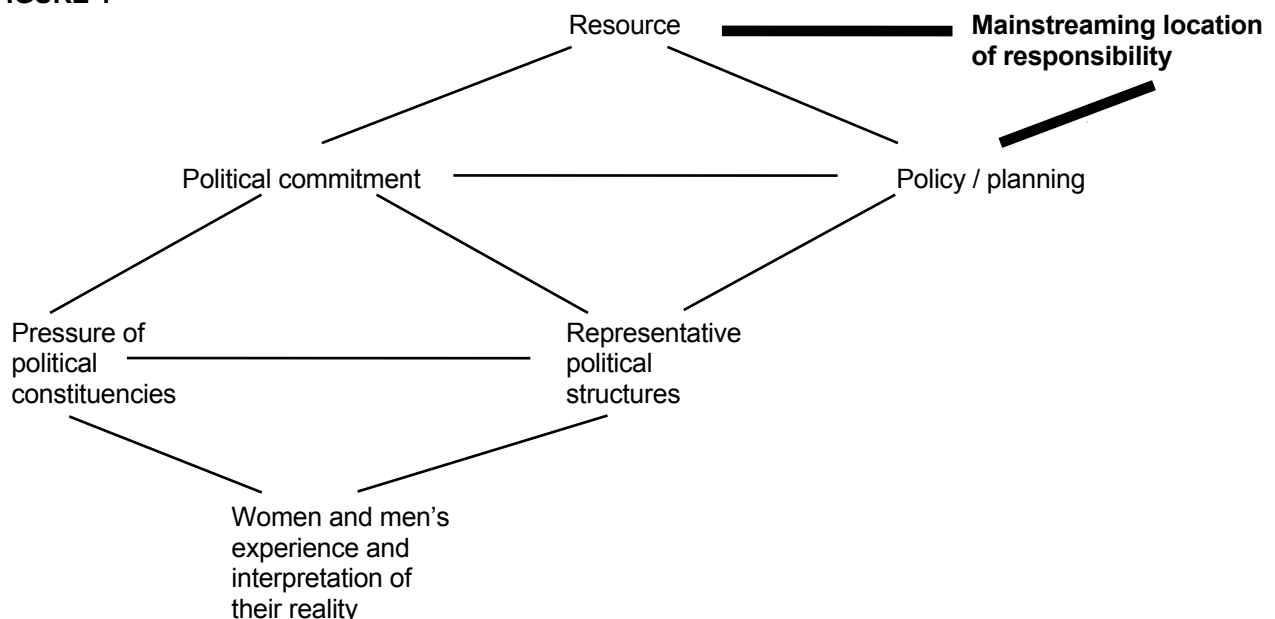 Resource
Mainstreaming location
of responsibility
Political commitment
Policy / planning
Pressure of
political
constituencies
Representative
political
structures
Women and men’s
experience and
interpretation of
their reality